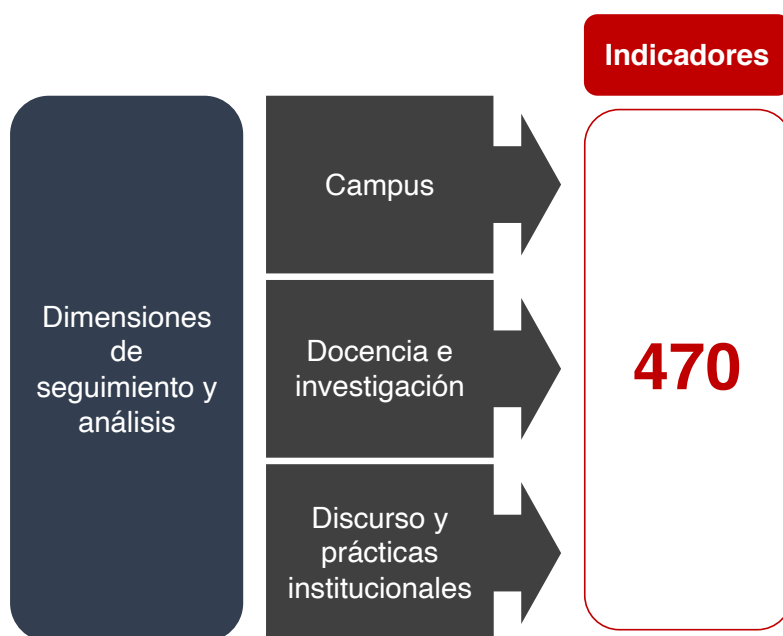 Indicadores
Dimensiones
de
seguimiento y
análisis
Campus
Docencia e
investigación
Discurso y
prácticas
institucionales
470